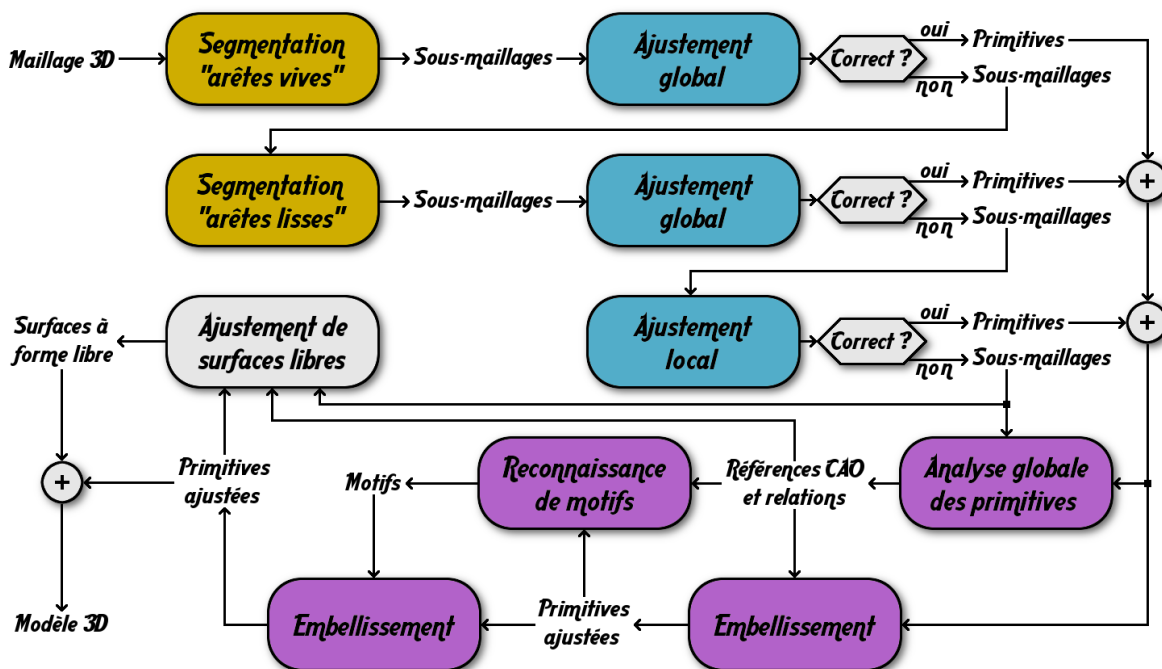 Maillage 3D
Segmentation
"arêtes vives"
Sous-maillages
Ajustement
global
Correct ?
oui
Primitives
non
Sous-maillages
Segmentation
"arêtes lisses"
Sous-maillages
Ajustement
global
Correct ?
oui
Primitives
non
Sous-maillages
+
Surfaces à
forme libre
Ajustement de
surfaces libres
Ajustement
local
Correct ?
oui
Primitives
non
Sous-maillages
+
+
Primitives
ajustées
Motifs
Reconnaissance
de motifs
Références CAO
et relations
Analyse globale
des primitives
Modèle 3D
Embellissement
Primitives
ajustées
Embellissement